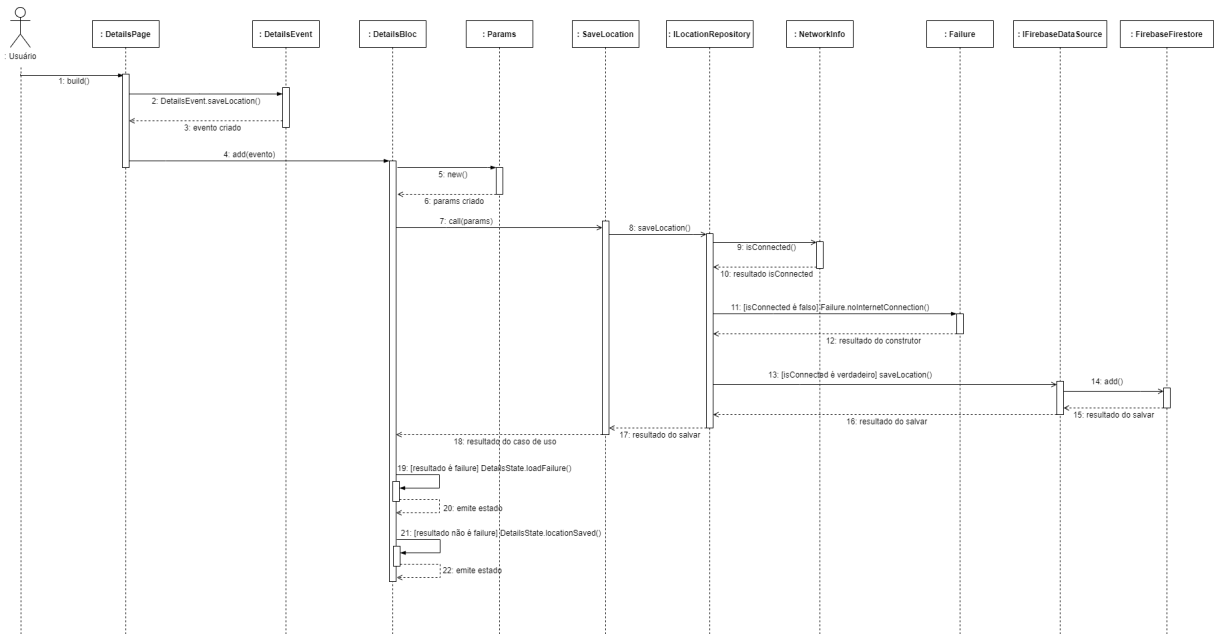 : DetailsPage
: DetailsEvent
: DetailsBloc
: Params
: SaveLocation
: ILocationRepository
: NetworkInfo
: Failure
: IFirebaseDataSource
: FirebaseFirestore
: Usuário
1: build()
2: DetailsEvent.saveLocation()
3: evento criado
4: add(evento)
5: new()
6: params criado
7: call(params)
8: saveLocation()
9: isConnected()
10: resultado isConnected
11: [isConnected é falso] Failure.noInternetConnection()
12: resultado do construtor
13: [isConnected é verdadeiro] saveLocation()
14: add()
15: resultado do salvar
16: resultado do salvar
17: resultado do salvar
18: resultado do caso de uso
19: [resultado é failure] DetailsState.loadFailure()
20: emite estado
21: [resultado não é failure] DetailsState.locationSaved()
22: emite estado